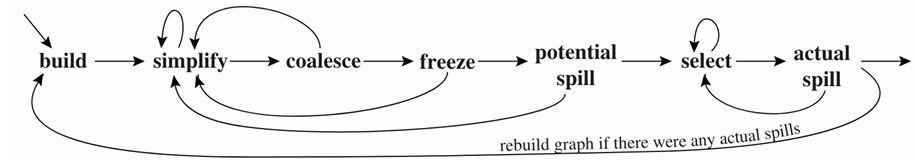 build
simplify
coalesce
freeze
potential
spill
select
actual
spill
rebuild graph if there were any actual spills